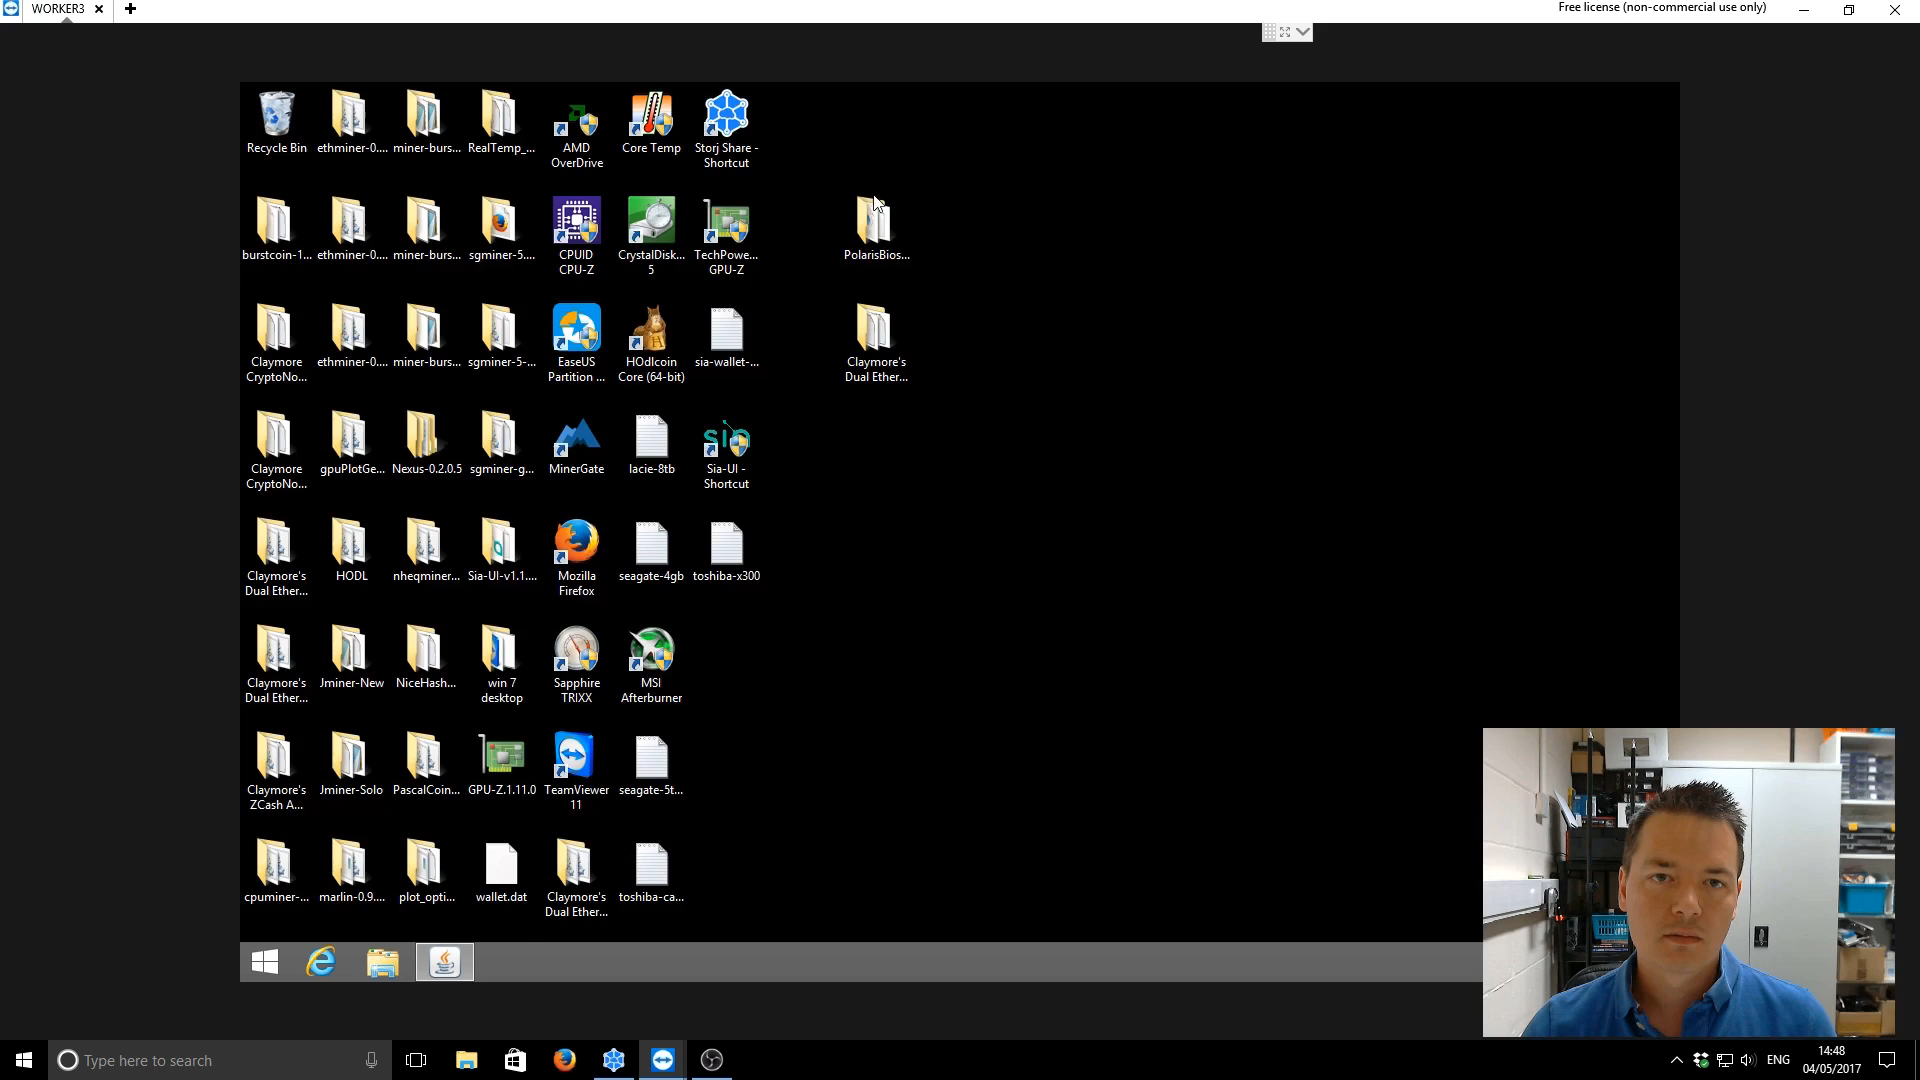 WORKER3
Free license (non-commercial use only)
Recycle Bin
ethminer-0....
miner-burs...
RealTemp_...
AMD
OverDrive
Core Temp
Storj Share -
Shortcut
burstcoin-1...
ethminer-0....
miner-burs...
sgminer-5....
CPUID
CPU-Z
CrystalDisk...
5
TechPowe...
GPU-Z
PolarisBios...
Claymore
CryptoNo...
ethminer-0....
miner-burs...
sgminer-5-...
EaseUS
Partition ...
HOdlcoin
Core (64-bit)
sia-wallet-...
Claymore's
Dual Ether...
Claymore
CryptoNo...
gpuPlotGe...
Nexus-0.2.0.5
sgminer-g...
MinerGate
lacie-8tb
sia
Sia-UI -
Shortcut
Claymore's
Dual Ether...
HODL
nheqminer...
Sia-UI-v1.1....
Mozilla
Firefox
seagate-4gb
toshiba-x300
Claymore's
Dual Ether...
Jminer-New
NiceHash...
win 7
desktop
Sapphire
TRIXX
MSI
Afterburner
Claymore's
ZCash A...
Jminer-Solo
PascalCoin...
GPU-Z.1.11.0
TeamViewer
11
seagate-5t...
cpuminer-...
marlin-0.9....
plot_opti...
wallet.dat
Claymore's
Dual Ether...
toshiba-ca...
Type here to search
ENG
14:48
04/05/2017